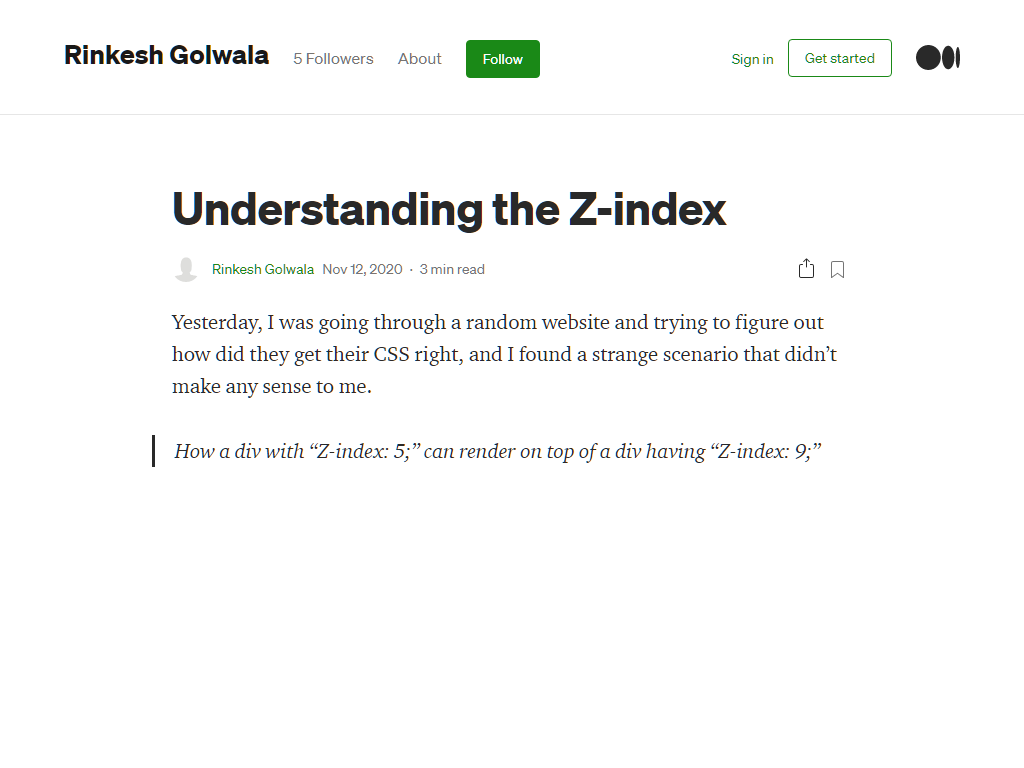 Rinkesh Golwala 5 Followers About Follow Sign in Get started
Understanding the Z-index
Rinkesh Golwala Nov 12, 2020 · 3 min read
Yesterday, I was going through a random website and trying to figure out
how did they get their CSS right, and I found a strange scenario that didn’t
make any sense to me.
How a div with “Z-index: 5;” can render on top of a div having “Z-index: 9;”